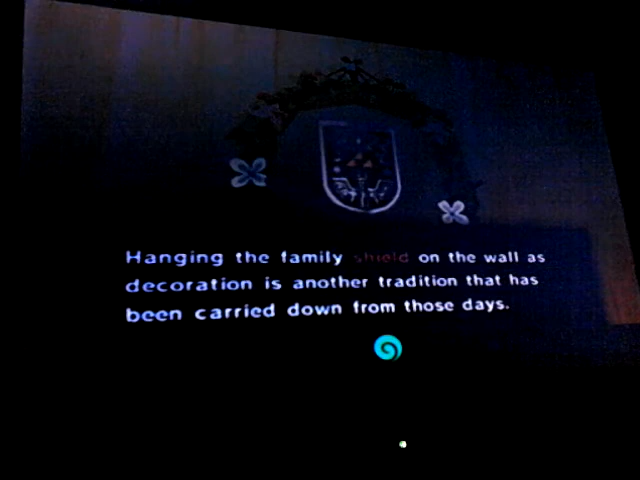 Hanging the family shield on the wall as
decoration is another tradition that has
been carried down from those days.